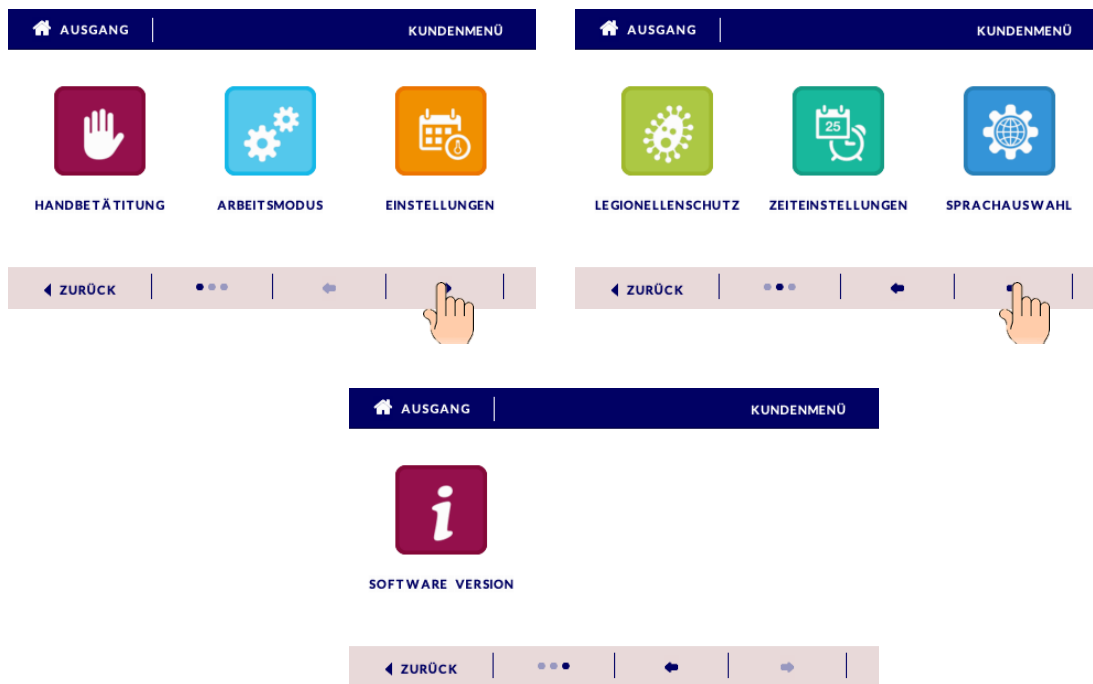 AUSGANG KUNDENMENÜ
HANDBETÄTITUNG ARBEITSMODUS EINSTELLUNGEN
ZURÜCK
AUSGANG KUNDENMENÜ
25
LEGIONELLENSCHUTZ ZEITEINSTELLUNGEN SPRACHAUSWAHL
ZURÜCK
AUSGANG KUNDENMENÜ
i
SOFTWARE VERSION
ZURÜCK